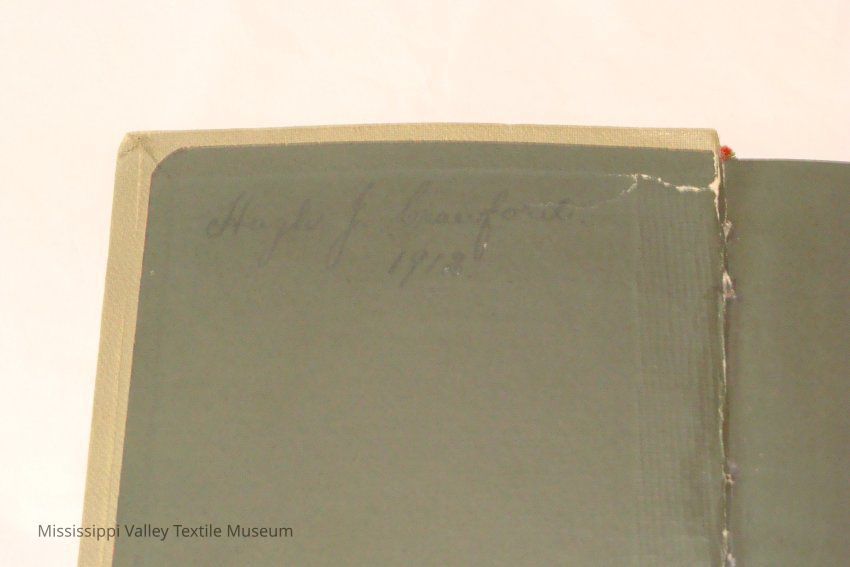 Hugh J. Crawford.
1912
Mississippi Valley Textile Museum